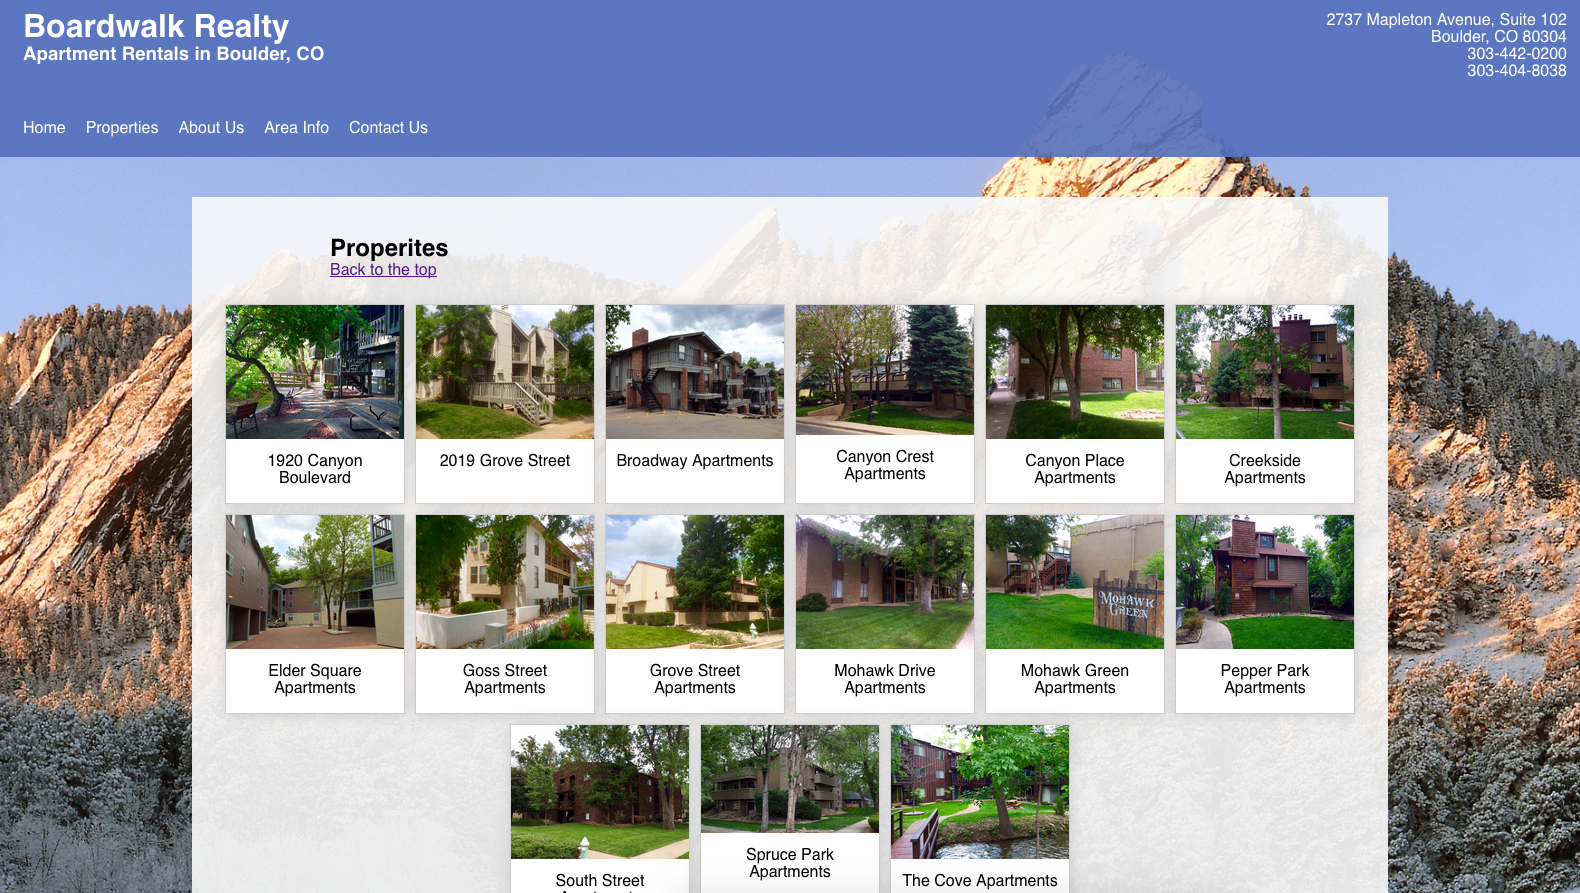 Boardwalk Realty
Apartment Rentals in Boulder, CO
2737 Mapleton Avenue, Suite 102
Boulder, CO 80304
303-442-0200
303-404-8038
Home Properties About Us Area Info Contact Us
Properites
Back to the top
1920 Canyon
Boulevard
2019 Grove Street
Broadway Apartments
Canyon Crest
Apartments
Canyon Place
Apartments
Creekside
Apartments
MOHAWK
GREEN
Elder Square
Apartments
Goss Street
Apartments
Grove Street
Apartments
Mohawk Drive
Apartments
Mohawk Green
Apartments
Pepper Park
Apartments
South Street
Spruce Park
Apartments
The Cove Apartments